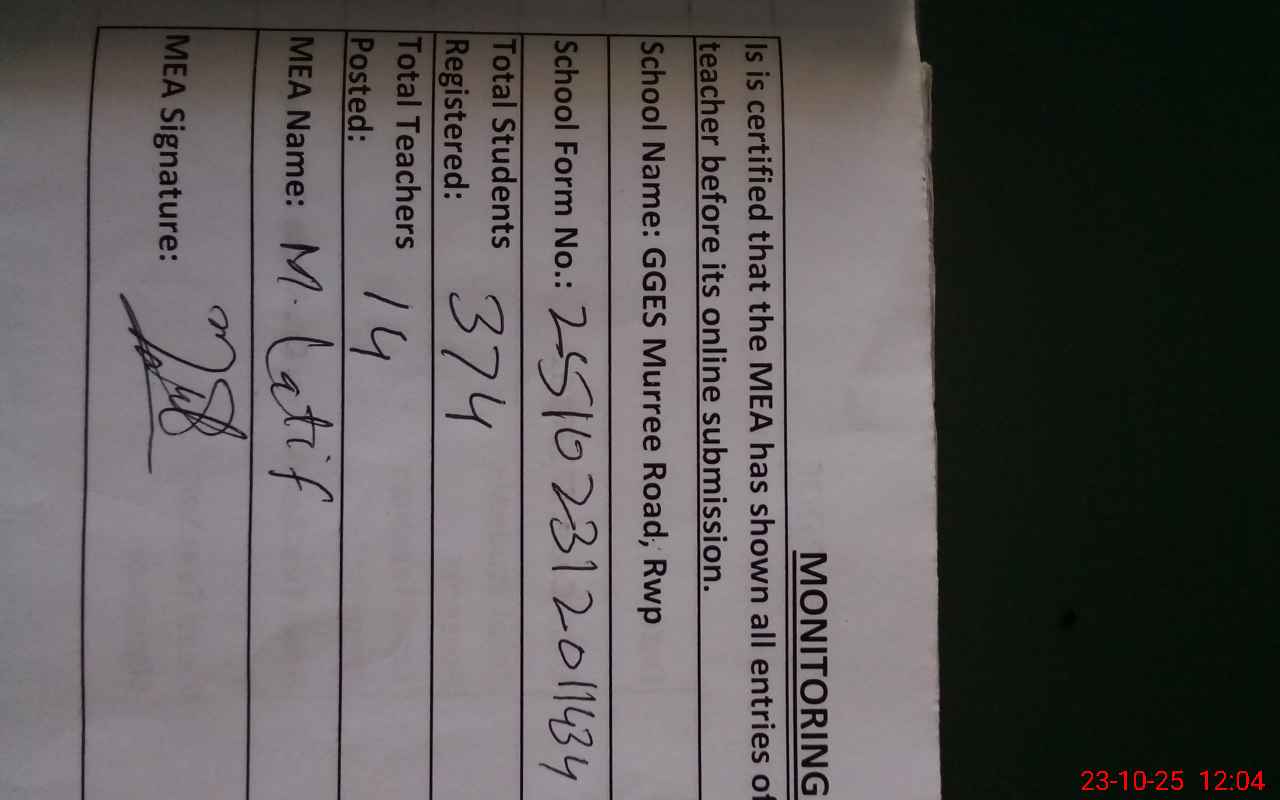 MONITORING
Is is certified that the MEA has shown all entries of
teacher before its online submission.
School Name: GGES Murree Road, Rwp
School Form No.: 245102312011434
Total Students
Registered: 374
Total Teachers
Posted: 14
MEA Name: M. Latif
MEA Signature:
23-10-25 12:04